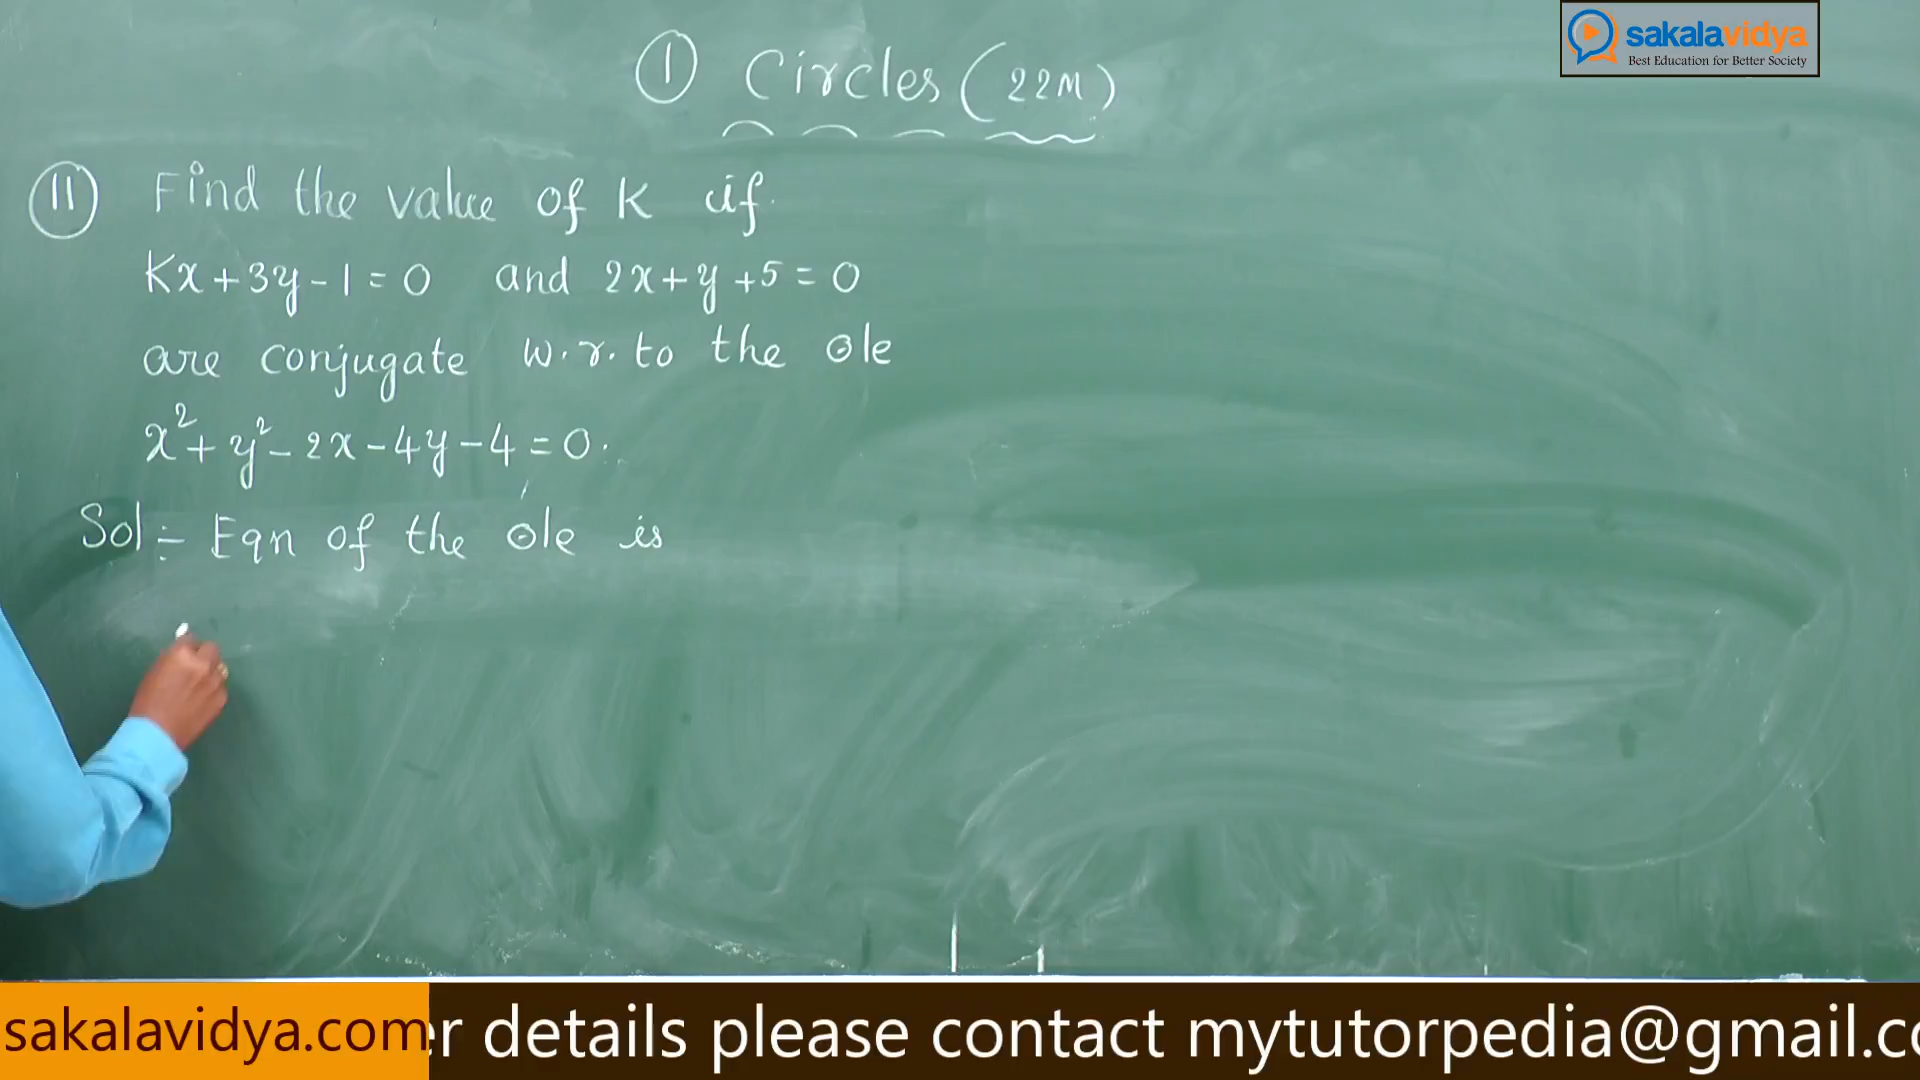 ① Circles (22M)
sakalavidya
Best Education for Better Society
⑪ Find the value of K if.
Kx+3y-1=0 and 2x+y+5=0
are conjugate w.r.to the ⊙le
x²+y²-2x-4y-4=0.
Sol:- Eqn of the ⊙le is
sakalavidya.com
er details please contact mytutorpedia@gmail.co